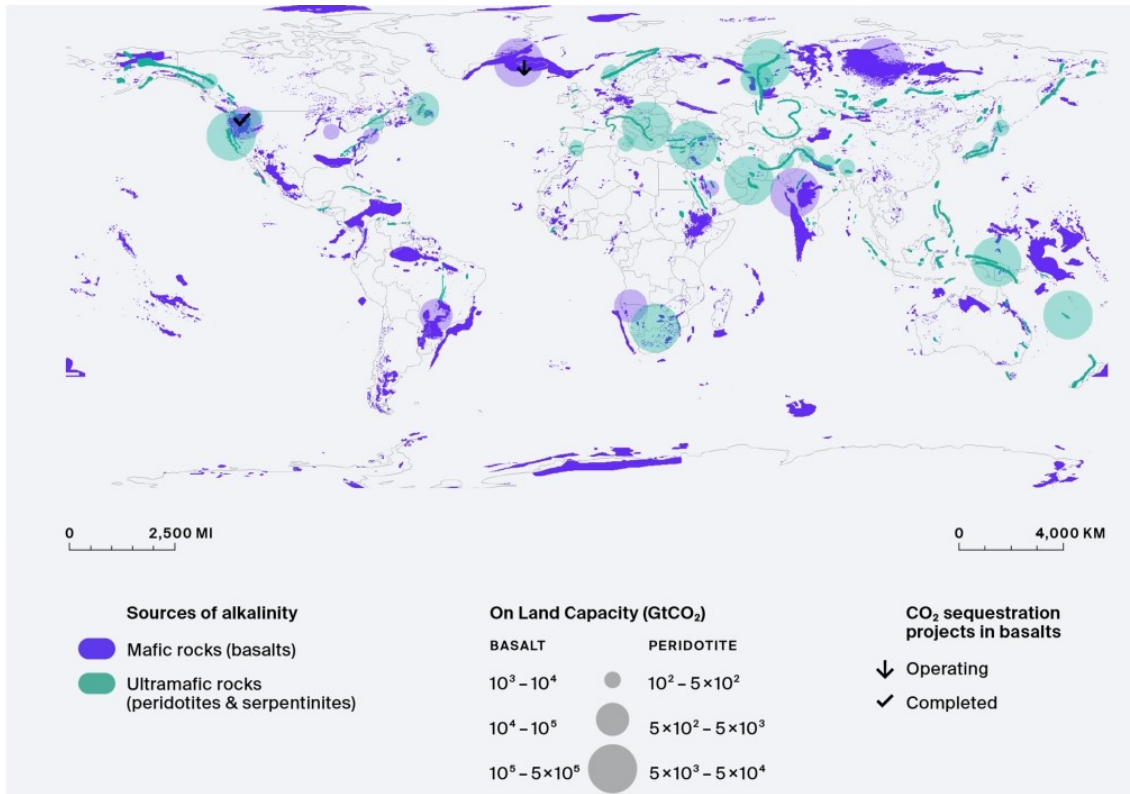 0 2,500 MI
0 4,000 KM
Sources of alkalinity
Mafic rocks (basalts)
Ultramafic rocks
(peridotites & serpentinites)
On Land Capacity (GtCO₂)
BASALT PERIDOTITE
10³ – 10⁴ 10² – 5×10²
10⁴ – 10⁵ 5×10² – 5×10³
10⁵ – 5×10⁵ 5×10³ – 5×10⁴
CO₂ sequestration
projects in basalts
Operating
Completed